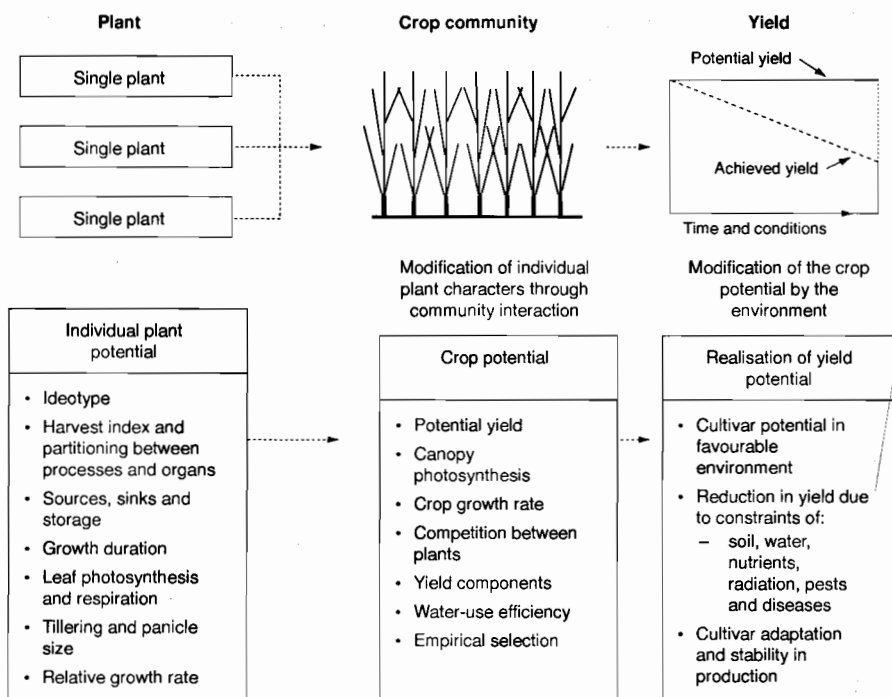 Plant
Crop community
Yield
Single plant
Single plant
Single plant
Potential yield
Achieved yield
Time and conditions
Modification of individual
plant characters through
community interaction
Modification of the crop
potential by the
environment
Individual plant
potential
• Ideotype
• Harvest index and
partitioning between
processes and organs
• Sources, sinks and
storage
• Growth duration
• Leaf photosynthesis
and respiration
• Tillering and panicle
size
• Relative growth rate
Crop potential
• Potential yield
• Canopy
photosynthesis
• Crop growth rate
• Competition between
plants
• Yield components
• Water-use efficiency
• Empirical selection
Realisation of yield
potential
• Cultivar potential in
favourable
environment
• Reduction in yield due
to constraints of:
– soil, water,
nutrients,
radiation, pests
and diseases
• Cultivar adaptation
and stability in
production